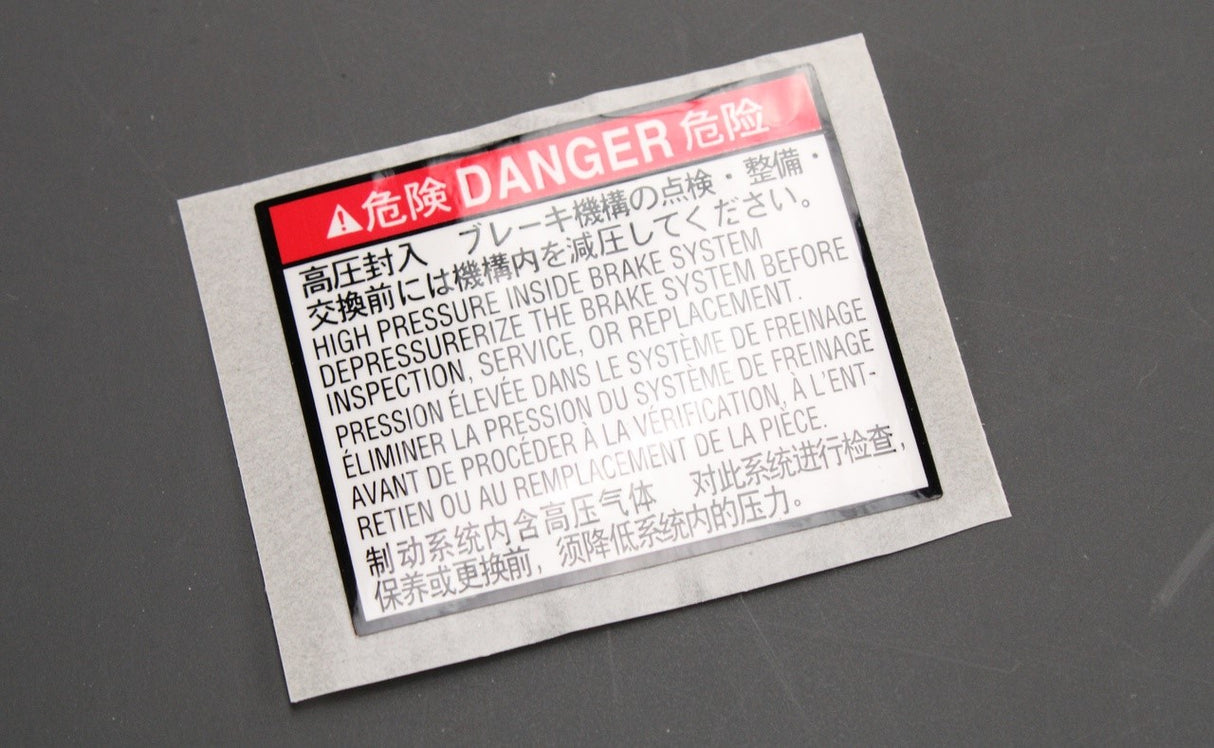 ⚠危険 DANGER 危险
高圧封入 ブレーキ機構の点検・整備・
交換前には機構内を減圧してください。
HIGH PRESSURE INSIDE BRAKE SYSTEM
DEPRESSURERIZE THE BRAKE SYSTEM BEFORE
INSPECTION, SERVICE, OR REPLACEMENT.
PRESSION ÉLEVÉE DANS LE SYSTÈME DE FREINAGE
ÉLIMINER LA PRESSION DU SYSTÈME DE FREINAGE
AVANT DE PROCÉDER À LA VÉRIFICATION, À L'ENT-
RETIEN OU AU REMPLACEMENT DE LA PIÈCE.
制动系统内含高压气体 对此系统进行检查,
保养或更换前,须降低系统内的压力。